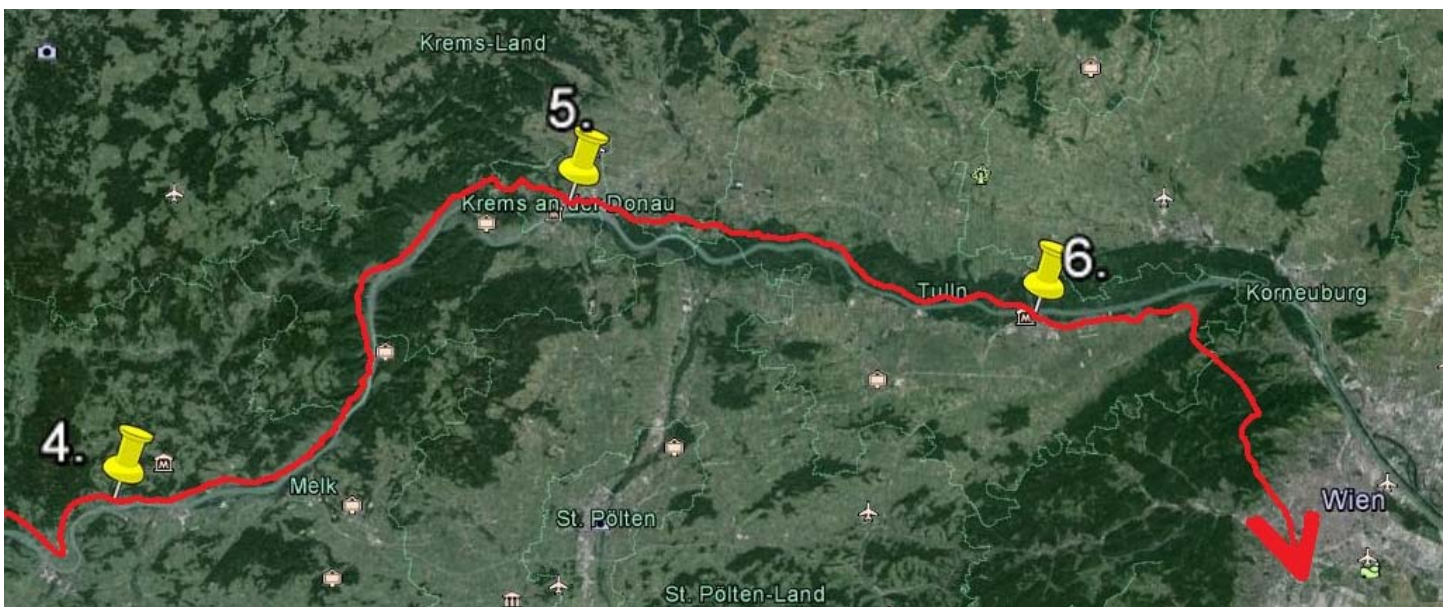 Krems-Land
5.
Krems an der Donau
6.
Tulln
Korneuburg
4.
Melk
Wien
St. Pölten
St. Pölten-Land